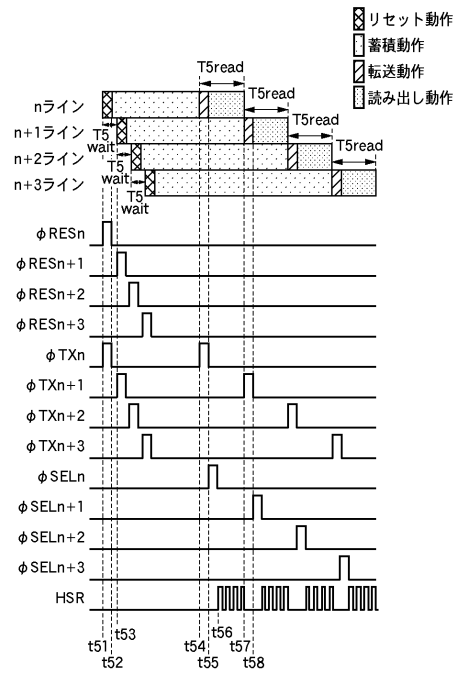 リセット動作
蓄積動作
転送動作
読み出し動作
T5read
T5read
T5read
T5read
nライン
n+1ライン
n+2ライン
n+3ライン
T5
wait
T5
wait
T5
wait
φRESn
φRESn+1
φRESn+2
φRESn+3
φTXn
φTXn+1
φTXn+2
φTXn+3
φSELn
φSELn+1
φSELn+2
φSELn+3
HSR
t51
t52
t53
t54
t55
t56
t57
t58